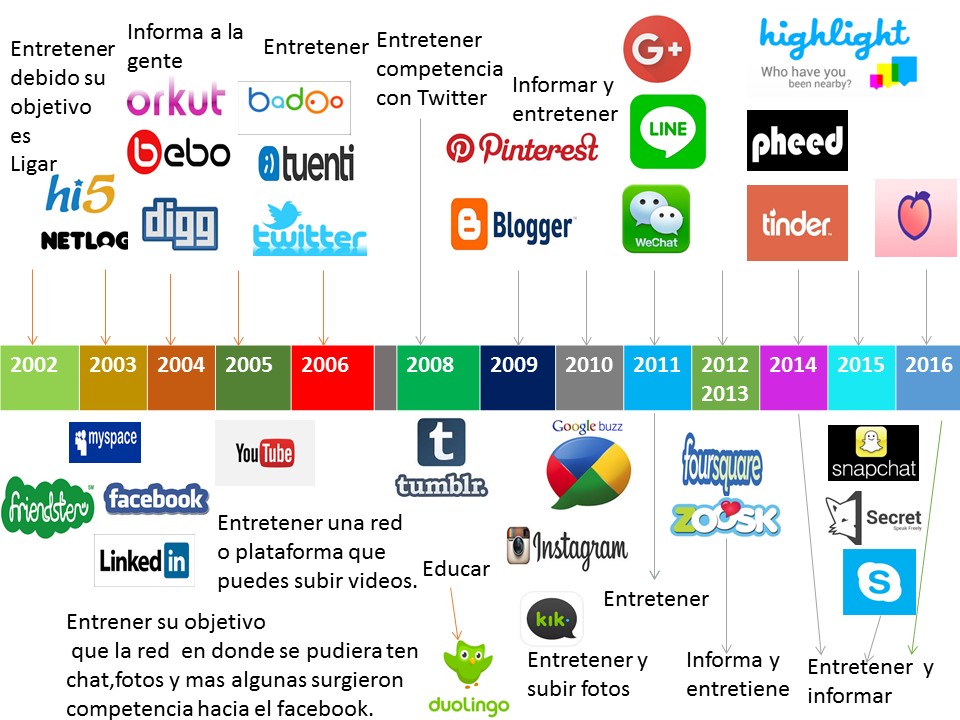 Entretener
debido su
objetivo
es
Ligar
hi5
NETLOG
Informa a la
gente
orkut
bebo
digg
Entretener
badoo
tuenti
twitter
Entretener
competencia
con Twitter
Informar y
entretener
Pinterest
Blogger™
G+
LINE
WeChat
highlight
Who have you
been nearby?
pheed
tinder™
2002
2003
2004
2005
2006
2008
2009
2010
2011
2012
2013
2014
2015
2016
myspace
friendster℠
facebook
Linked in
YouTube
Entretener una red
o plataforma que
puedes subir videos.
Entrener su objetivo
que la red en donde se pudiera ten
chat,fotos y mas algunas surgieron
competencia hacia el facebook.
t
tumblr.
Educar
duolingo
Google buzz
Instagram
kik
Entretener y
subir fotos
Entretener
foursquare
zoosk
Informa y
entretiene
snapchat
Secret
Speak Freely
S
Entretener y
informar